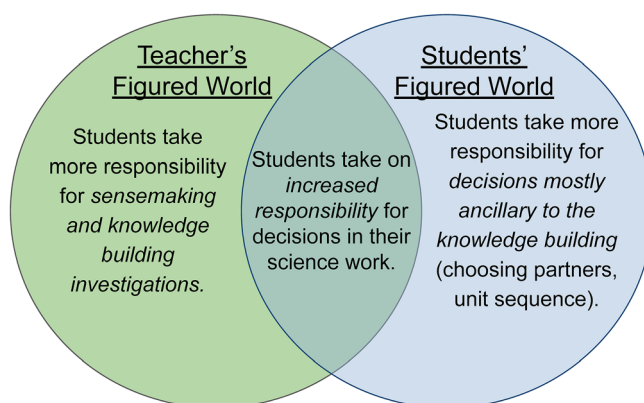 Teacher's
Figured World
Students take
more responsibility
for sensemaking
and knowledge
building
investigations.
Students take on
increased
responsibility for
decisions in their
science work.
Students'
Figured World
Students take more
responsibility for
decisions mostly
ancillary to the
knowledge building
(choosing partners,
unit sequence).